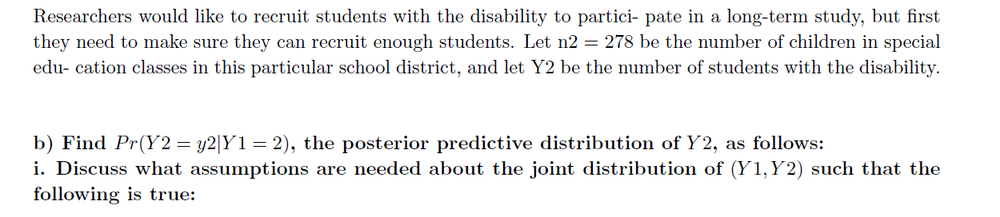 Researchers would like to recruit students with the disability to partici- pate in a long-term study, but first
they need to make sure they can recruit enough students. Let n2 = 278 be the number of children in special
edu- cation classes in this particular school district, and let Y2 be the number of students with the disability.
b) Find Pr(Y2 = y2|Y1 = 2), the posterior predictive distribution of Y2, as follows:
i. Discuss what assumptions are needed about the joint distribution of (Y1, Y2) such that the
following is true: